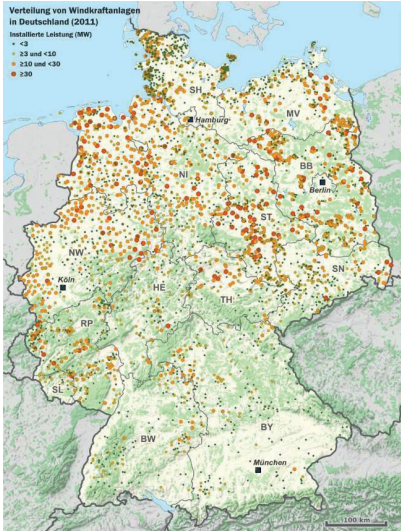 Verteilung von Windkraftanlagen
in Deutschland (2011)
Installierte Leistung (MW)
<3
≥3 und <10
≥10 und <30
≥30
SH
MV
Hamburg
BB
Berlin
NI
ST
NW
Köln
SN
HE
TH
RP
SL
BW
BY
München
100 km